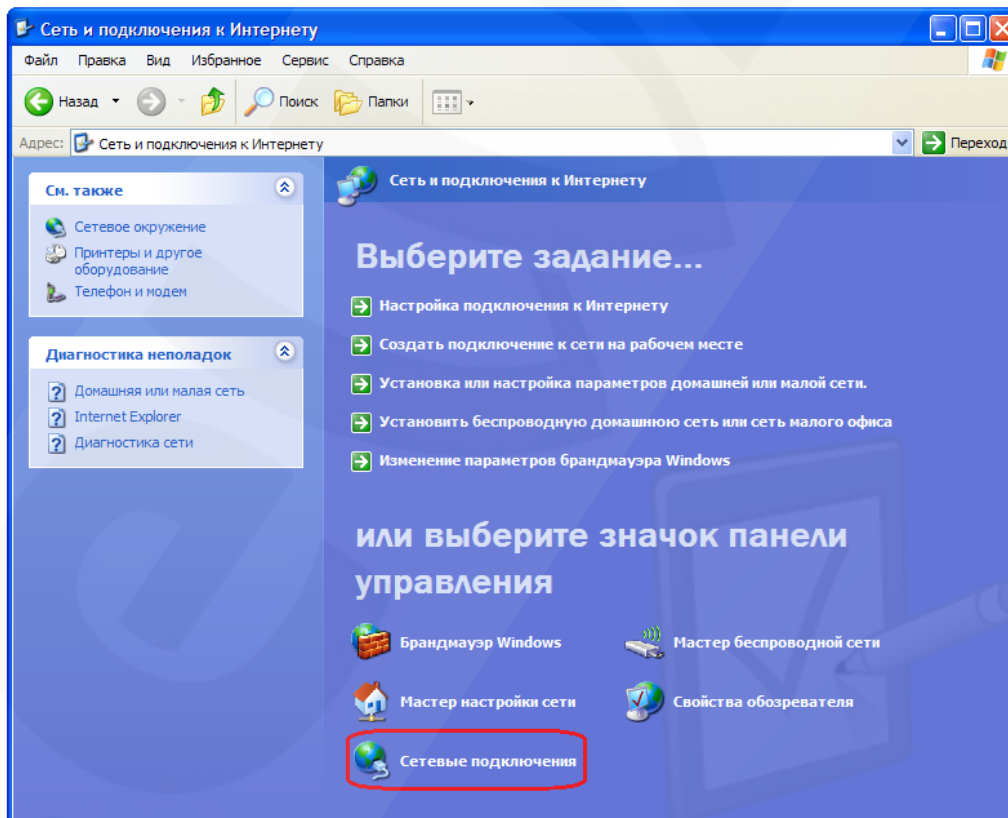 Сеть и подключения к Интернету
Файл Правка Вид Избранное Сервис Справка
Назад Поиск Папки
Адрес: Сеть и подключения к Интернету Переход
См. также
Сетевое окружение
Принтеры и другое
оборудование
Телефон и модем
Диагностика неполадок
Домашняя или малая сеть
Internet Explorer
Диагностика сети
Сеть и подключения к Интернету
Выберите задание...
Настройка подключения к Интернету
Создать подключение к сети на рабочем месте
Установка или настройка параметров домашней или малой сети.
Установить беспроводную домашнюю сеть или сеть малого офиса
Изменение параметров брандмауэра Windows
или выберите значок панели
управления
Брандмауэр Windows
Мастер беспроводной сети
Мастер настройки сети
Свойства обозревателя
Сетевые подключения